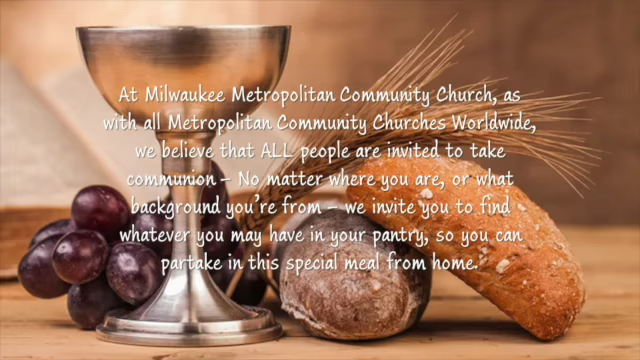 At Milwaukee Metropolitan Community Church, as
with all Metropolitan Community Churches Worldwide,
we believe that ALL people are invited to take
communion – No matter where you are, or what
background you're from – we invite you to find
whatever you may have in your pantry, so you can
partake in this special meal from home.